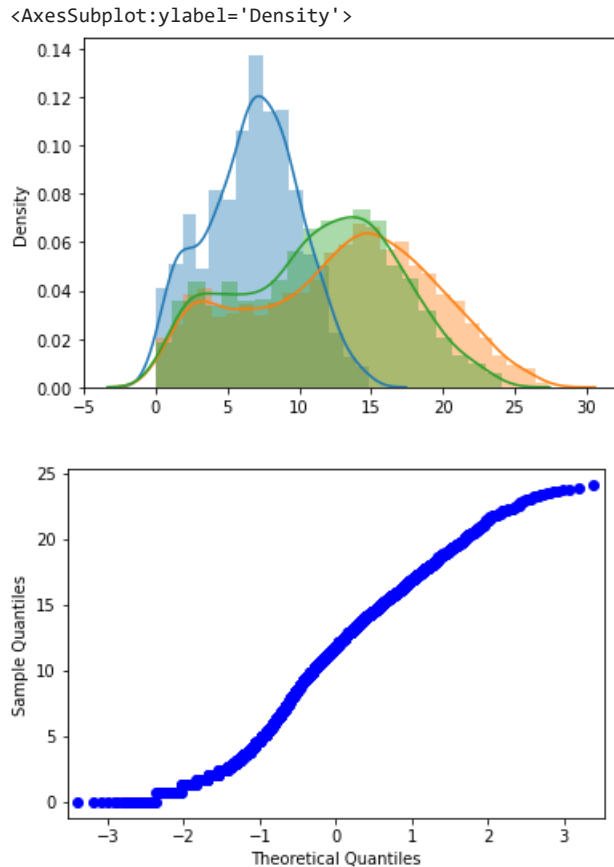 <AxesSubplot:ylabel='Density'>
0.14
0.12
0.10
0.08
0.06
0.04
0.02
0.00
Density
−5 0 5 10 15 20 25 30
25
20
15
10
5
0
Sample Quantiles
−3 −2 −1 0 1 2 3
Theoretical Quantiles